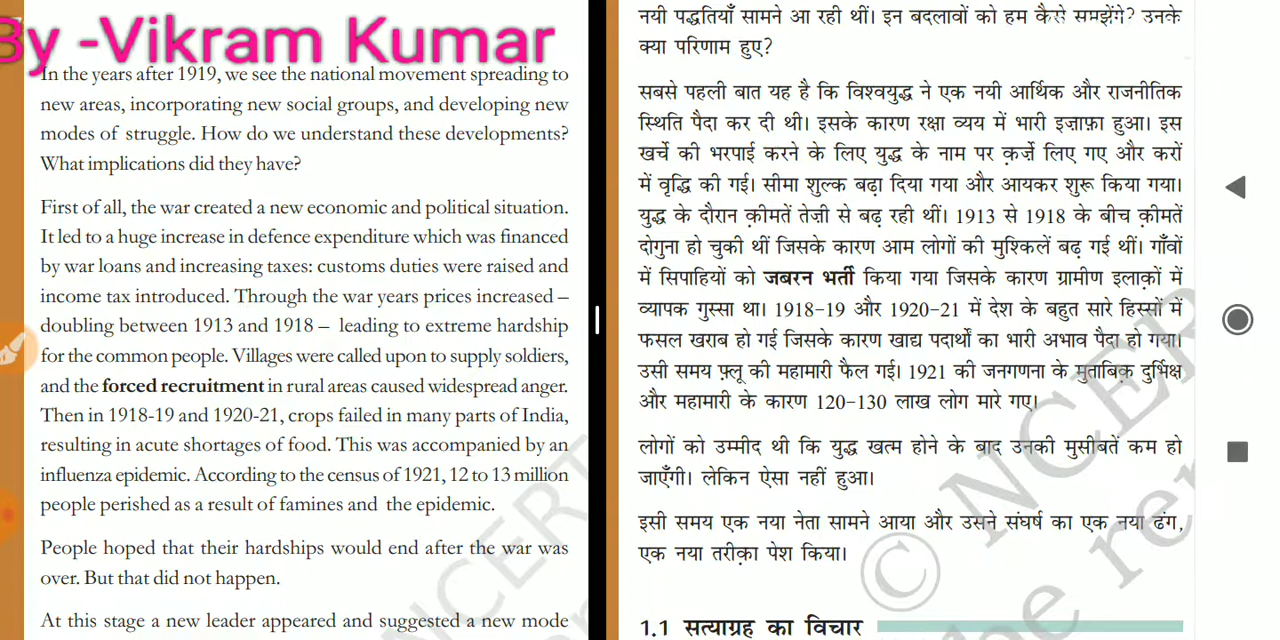 By -Vikram Kumar
In the years after 1919, we see the national movement spreading to
new areas, incorporating new social groups, and developing new
modes of struggle. How do we understand these developments?
What implications did they have?
First of all, the war created a new economic and political situation.
It led to a huge increase in defence expenditure which was financed
by war loans and increasing taxes: customs duties were raised and
income tax introduced. Through the war years prices increased –
doubling between 1913 and 1918 – leading to extreme hardship
for the common people. Villages were called upon to supply soldiers,
and the forced recruitment in rural areas caused widespread anger.
Then in 1918-19 and 1920-21, crops failed in many parts of India,
resulting in acute shortages of food. This was accompanied by an
influenza epidemic. According to the census of 1921, 12 to 13 million
people perished as a result of famines and the epidemic.
People hoped that their hardships would end after the war was
over. But that did not happen.
At this stage a new leader appeared and suggested a new mode
नयी पद्धतियाँ सामने आ रही थीं। इन बदलावों को हम कैसे समझेंगे? उनके
क्या परिणाम हुए?
सबसे पहली बात यह है कि विश्वयुद्ध ने एक नयी आर्थिक और राजनीतिक
स्थिति पैदा कर दी थी। इसके कारण रक्षा व्यय में भारी इज़ाफ़ा हुआ। इस
खर्चे की भरपाई करने के लिए युद्ध के नाम पर क़र्ज़े लिए गए और करों
में वृद्धि की गई। सीमा शुल्क बढ़ा दिया गया और आयकर शुरू किया गया।
युद्ध के दौरान क़ीमतें तेज़ी से बढ़ रही थीं। 1913 से 1918 के बीच क़ीमतें
दोगुना हो चुकी थीं जिसके कारण आम लोगों की मुश्किलें बढ़ गई थीं। गाँवों
में सिपाहियों को जबरन भर्ती किया गया जिसके कारण ग्रामीण इलाक़ों में
व्यापक गुस्सा था। 1918-19 और 1920-21 में देश के बहुत सारे हिस्सों में
फसल खराब हो गई जिसके कारण खाद्य पदार्थों का भारी अभाव पैदा हो गया।
उसी समय फ़्लू की महामारी फैल गई। 1921 की जनगणना के मुताबिक़ दुर्भिक्ष
और महामारी के कारण 120-130 लाख लोग मारे गए।
लोगों को उम्मीद थी कि युद्ध खत्म होने के बाद उनकी मुसीबतें कम हो
जाएँगी। लेकिन ऐसा नहीं हुआ।
इसी समय एक नया नेता सामने आया और उसने संघर्ष का एक नया ढंग,
एक नया तरीक़ा पेश किया।
1.1 सत्याग्रह का विचार
© NCERT